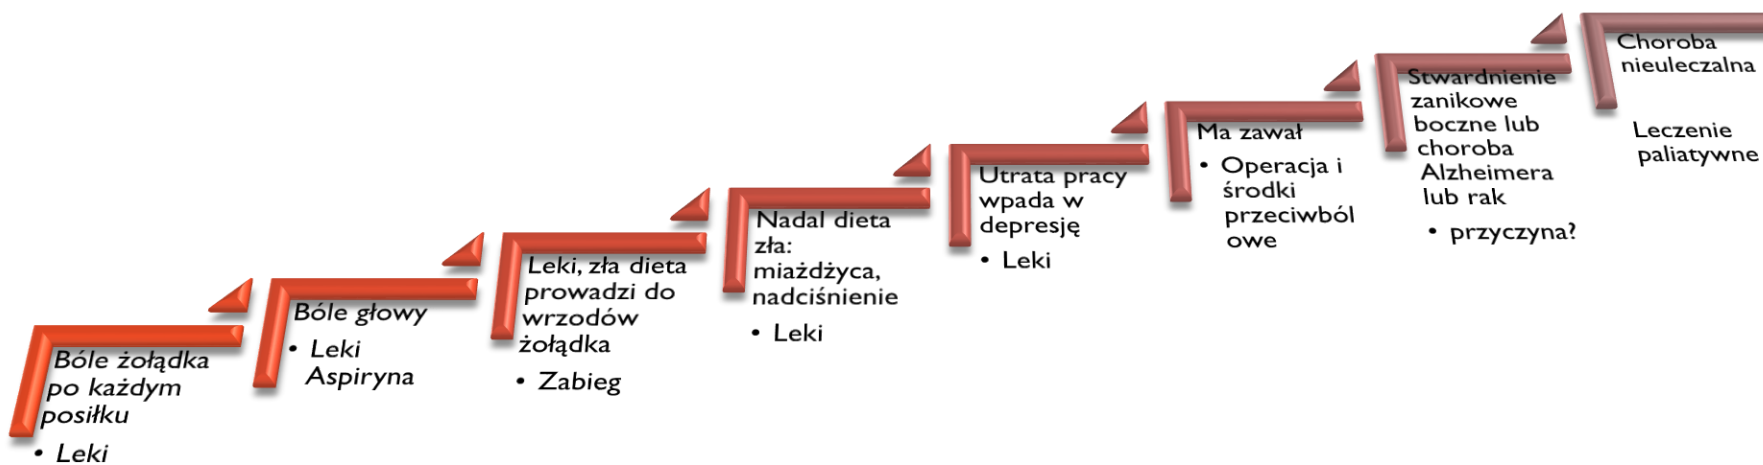 Bóle żołądka
po każdym
posiłku
• Leki
Bóle głowy
• Leki
Aspiryna
Leki, zła dieta
prowadzi do
wrzodów
żołądka
• Zabieg
Nadal dieta
zła:
miażdżyca,
nadciśnienie
• Leki
Utrata pracy
wpada w
depresję
• Leki
Ma zawał
• Operacja i
środki
przeciwból
owe
Stwardnienie
zanikowe
boczne lub
choroba
Alzheimera
lub rak
• przyczyna?
Choroba
nieuleczalna
Leczenie
paliatywne